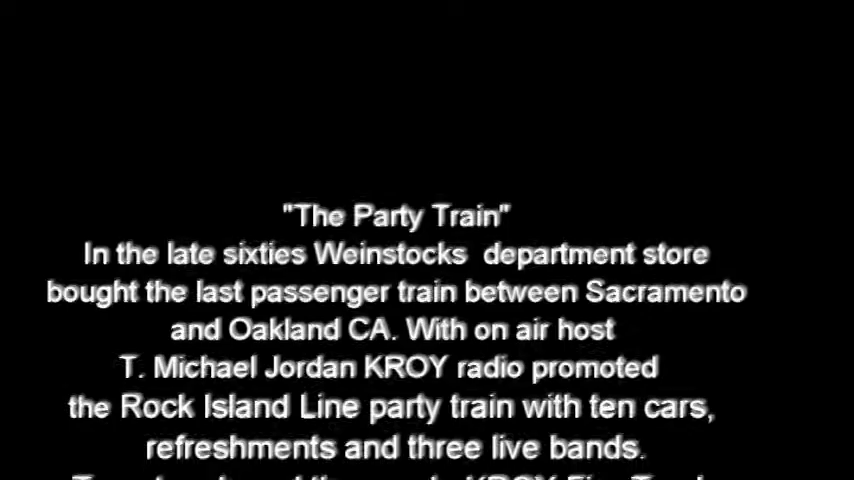 "The Party Train"
In the late sixties Weinstocks  department store
bought the last passenger train between Sacramento
and Oakland CA. With on air host
T. Michael Jordan KROY radio promoted
the Rock Island Line party train with ten cars,
refreshments and three live bands.